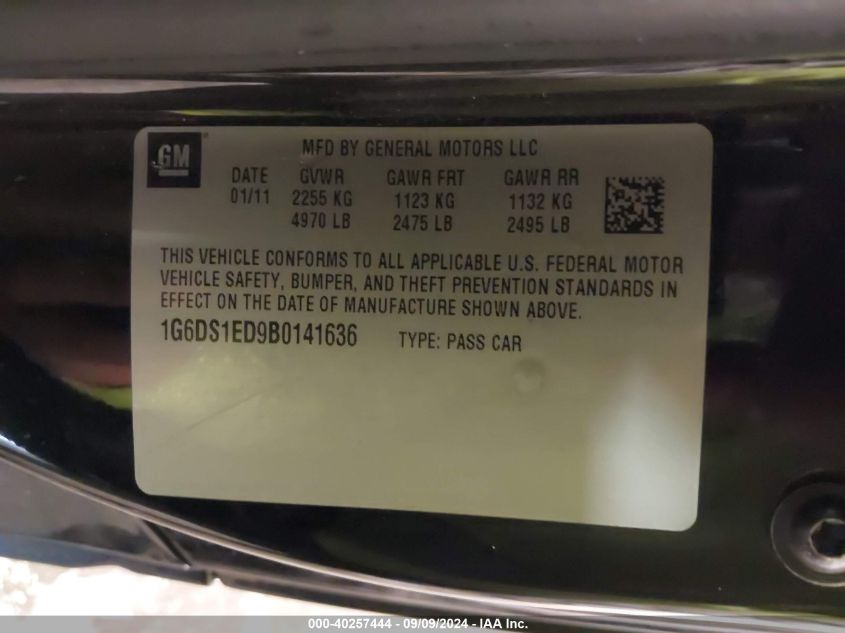 GM®
MFD BY GENERAL MOTORS LLC
DATE GVWR GAWR FRT GAWR RR
01/11 2255 KG 1123 KG 1132 KG
4970 LB 2475 LB 2495 LB
THIS VEHICLE CONFORMS TO ALL APPLICABLE U.S. FEDERAL MOTOR
VEHICLE SAFETY, BUMPER, AND THEFT PREVENTION STANDARDS IN
EFFECT ON THE DATE OF MANUFACTURE SHOWN ABOVE.
1G6DS1ED9B0141636 TYPE: PASS CAR
000-40257444 - 09/09/2024 - IAA Inc.